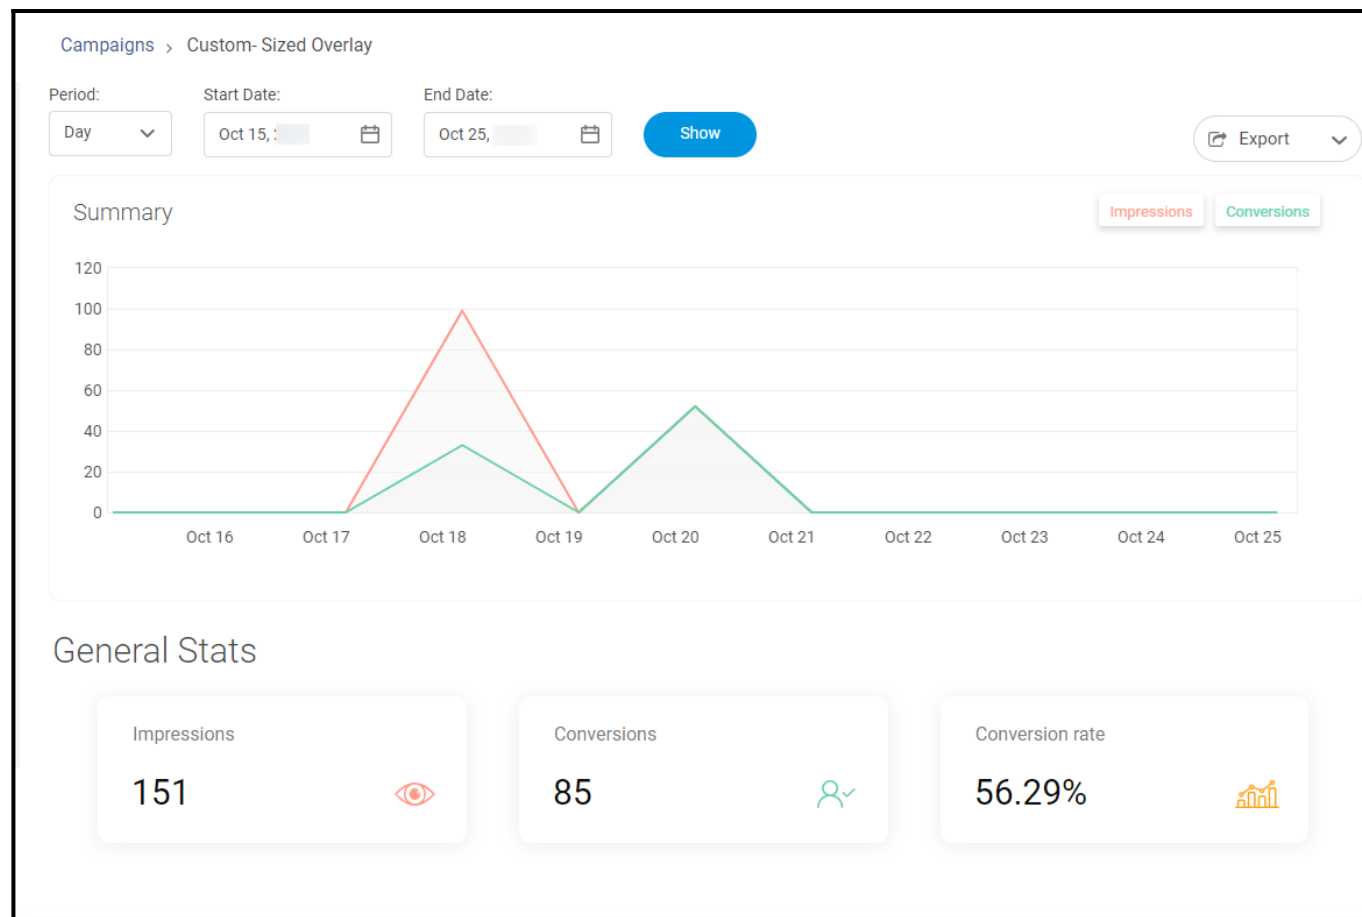 Campaigns > Custom- Sized Overlay
Period: Start Date: End Date:
Day Oct 15, Oct 25, Show Export
Summary Impressions Conversions
120
100
80
60
40
20
0
Oct 16 Oct 17 Oct 18 Oct 19 Oct 20 Oct 21 Oct 22 Oct 23 Oct 24 Oct 25
General Stats
Impressions Conversions Conversion rate
151 85 56.29%